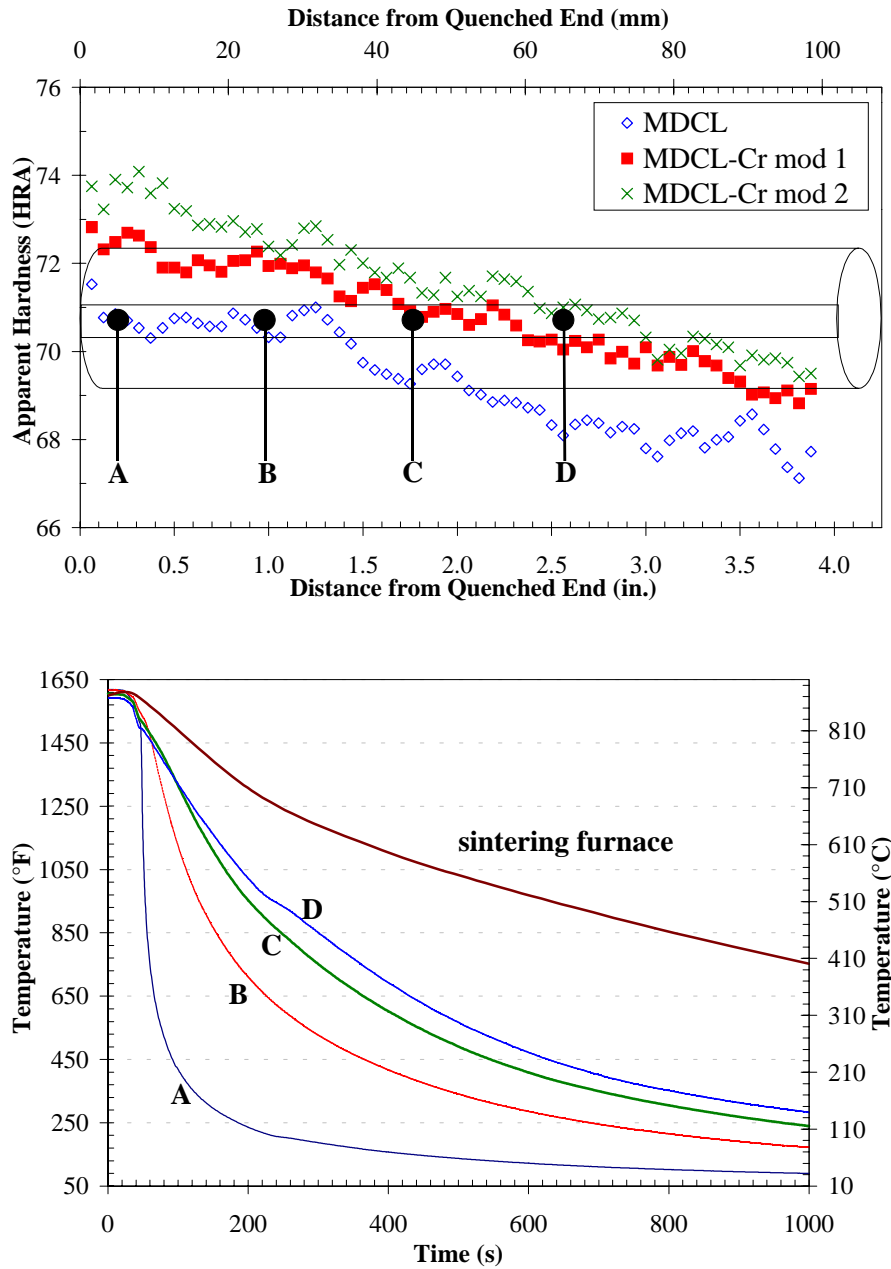 Distance from Quenched End (mm)
0 20 40 60 80 100
76
74
72
70
68
66
Apparent Hardness (HRA)
MDCL
MDCL-Cr mod 1
MDCL-Cr mod 2
A B C D
0.0 0.5 1.0 1.5 2.0 2.5 3.0 3.5 4.0
Distance from Quenched End (in.)
1650
1450
1250
1050
850
650
450
250
50
Temperature (°F)
810
710
610
510
410
310
210
110
10
Temperature (°C)
sintering furnace
D
C
B
A
0 200 400 600 800 1000
Time (s)